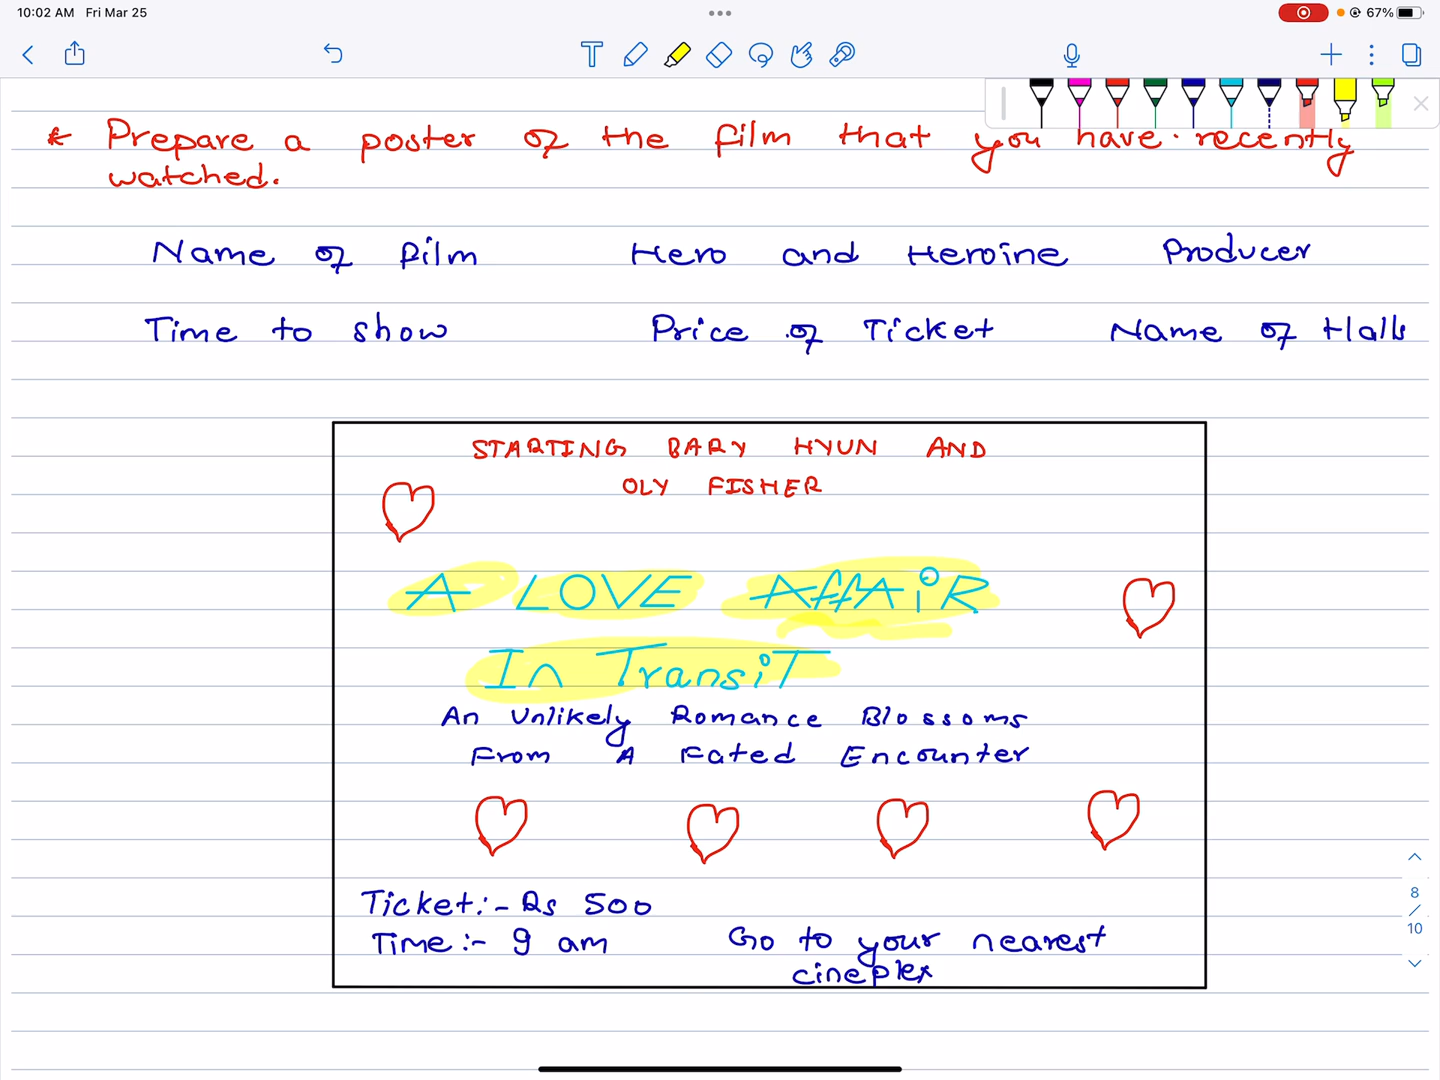 10:02 AM Fri Mar 25
67%
* Prepare a poster of the film that you have recently
watched.
Name of Film Hero and Heroine Producer
Time to show Price of Ticket Name of Halls
STARTING BARY HYUN AND
OLY FISHER
A LOVE AffAiR
In TransiT
An Unlikely Romance Blossoms
From A Fated Encounter
Ticket:- Rs 500
Time:- 9 am Go to your nearest
cineplex
8
/
10